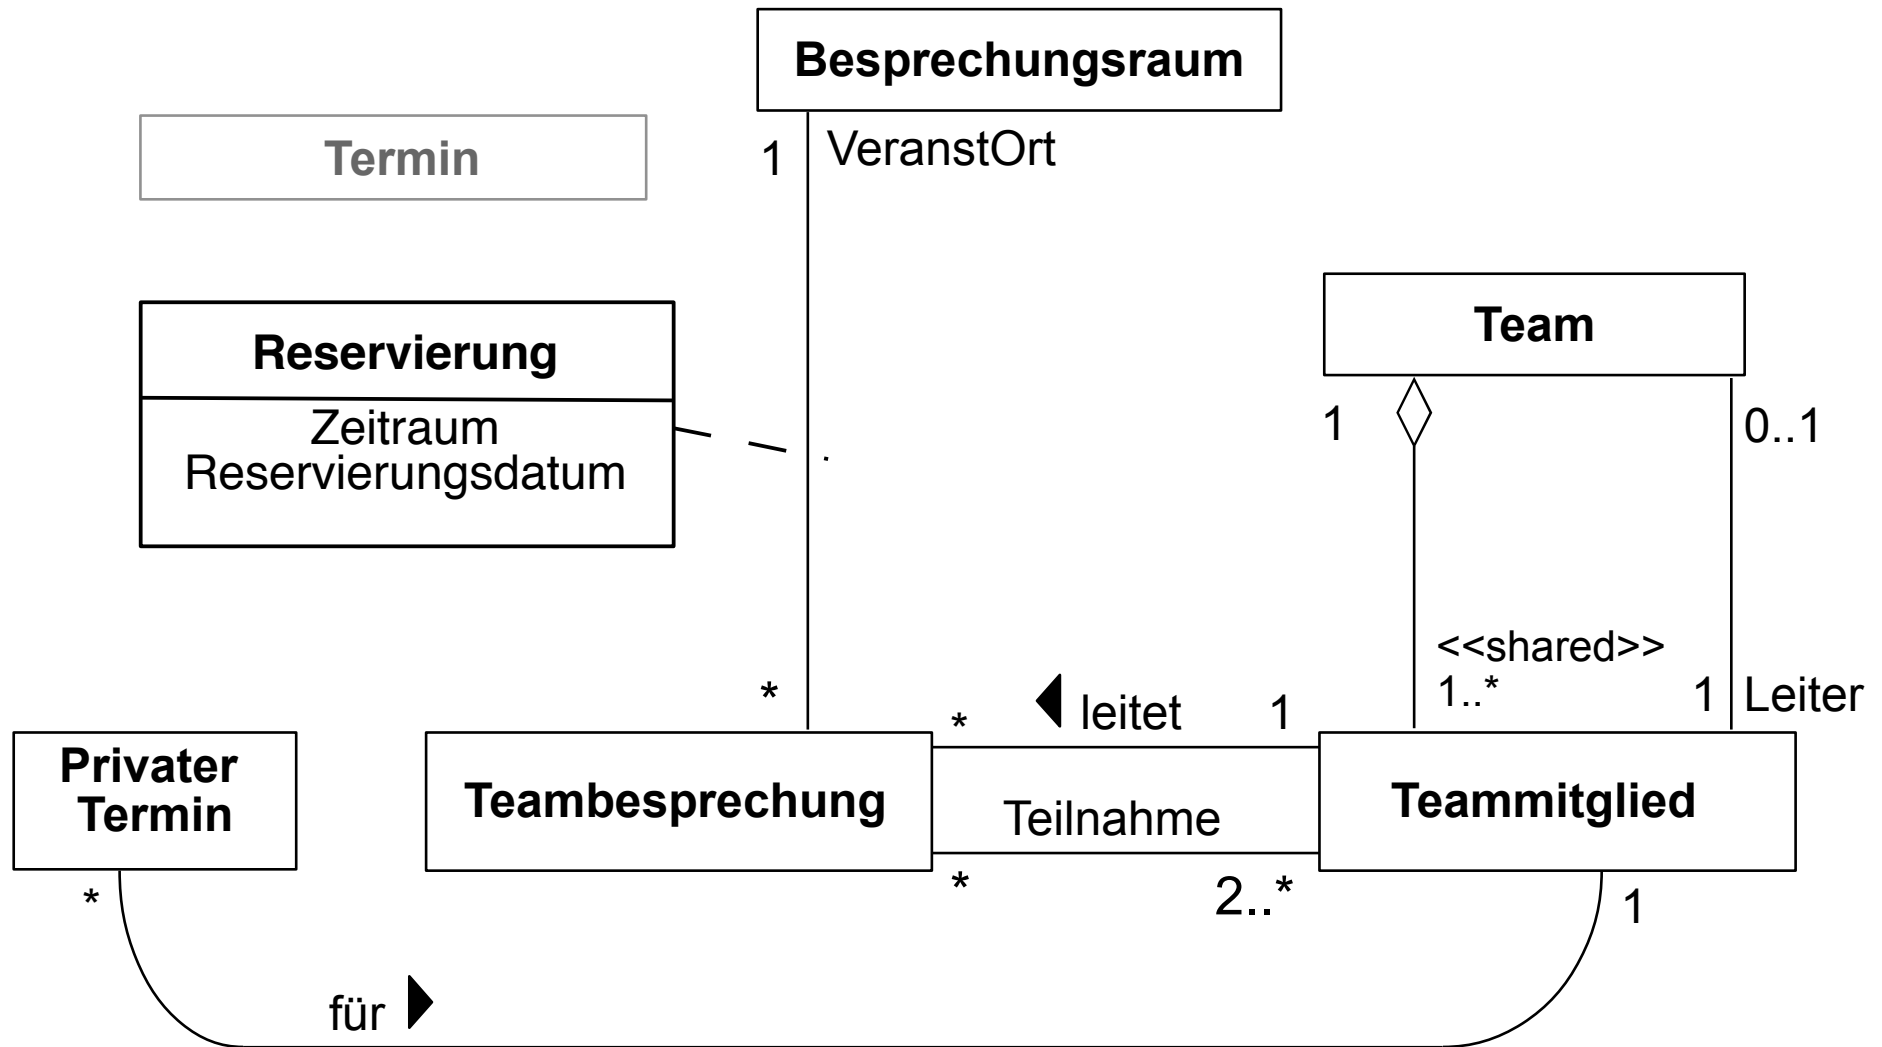 Besprechungsraum
1 VeranstOrt
Termin
Reservierung
Zeitraum
Reservierungsdatum
Team
1
0..1
<<shared>>
1..*
1 Leiter
*
* leitet 1
Privater
Termin
Teambesprechung
Teilnahme
Teammitglied
*
* 2..*
1
für